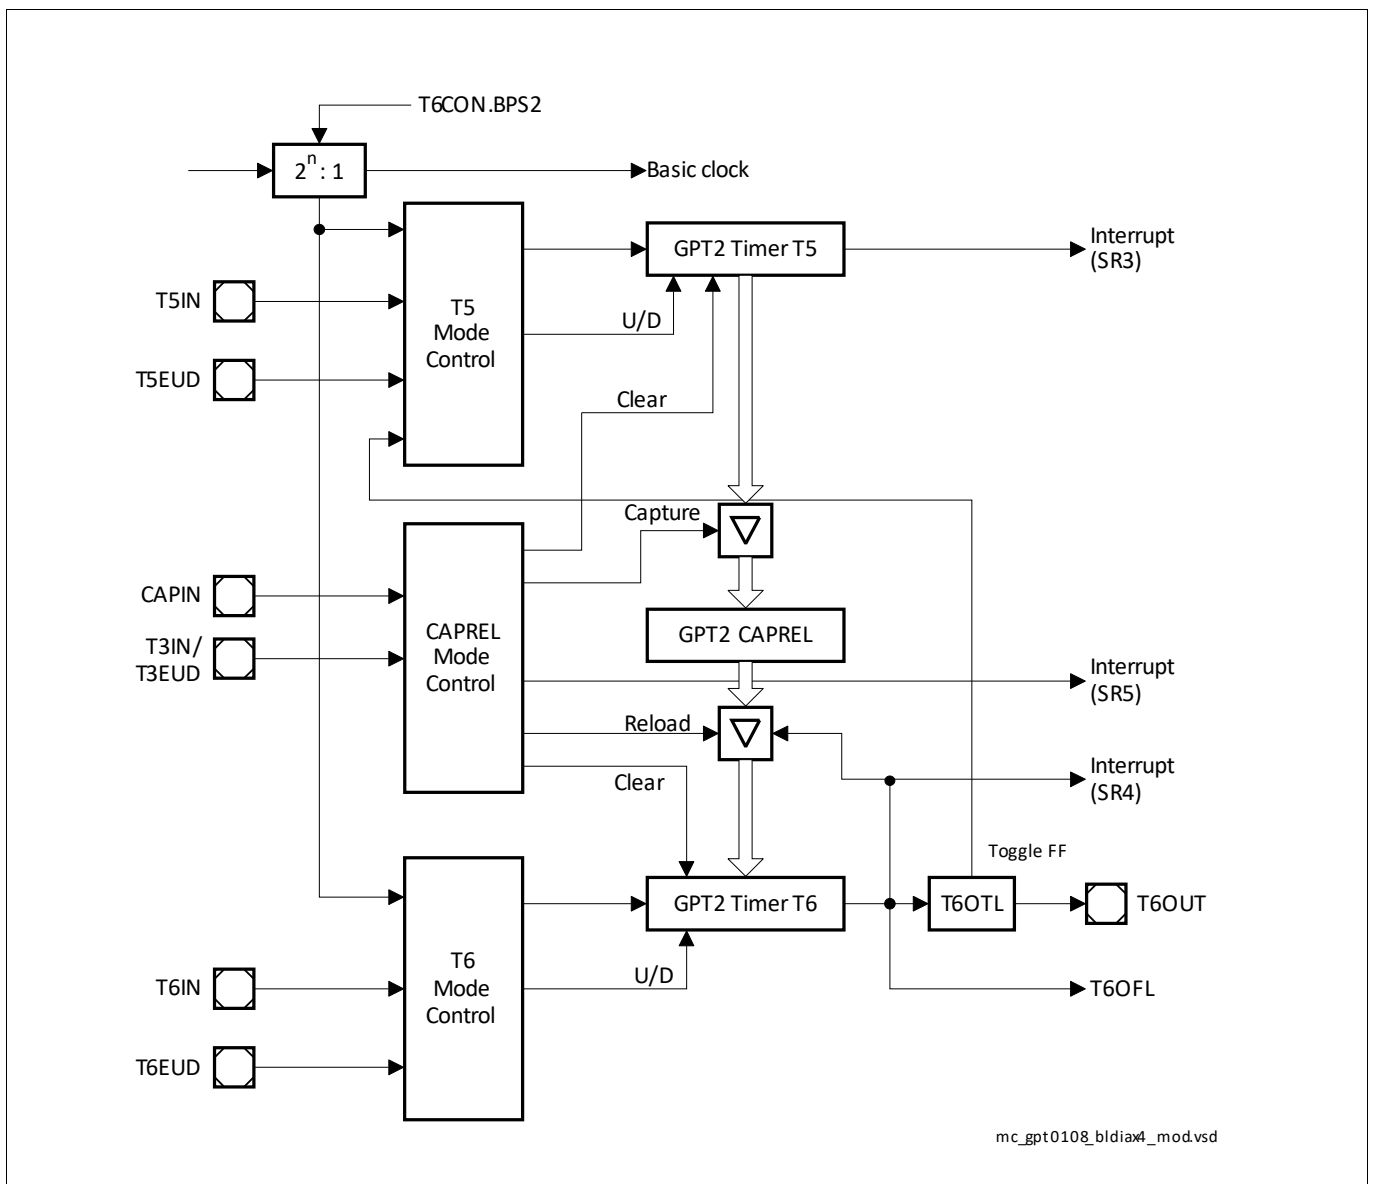 T6CON.BPS2
2n : 1
Basic clock
GPT2 Timer T5
Interrupt
(SR3)
T5IN
T5
Mode
Control
U/D
T5EUD
Clear
Capture
CAPIN
T3IN/
T3EUD
CAPREL
Mode
Control
GPT2 CAPREL
Interrupt
(SR5)
Reload
Clear
Interrupt
(SR4)
Toggle FF
GPT2 Timer T6
T6OTL
T6OUT
T6
Mode
Control
U/D
T6IN
T6OFL
T6EUD
mc_gpt0108_bldiax4_mod.vsd